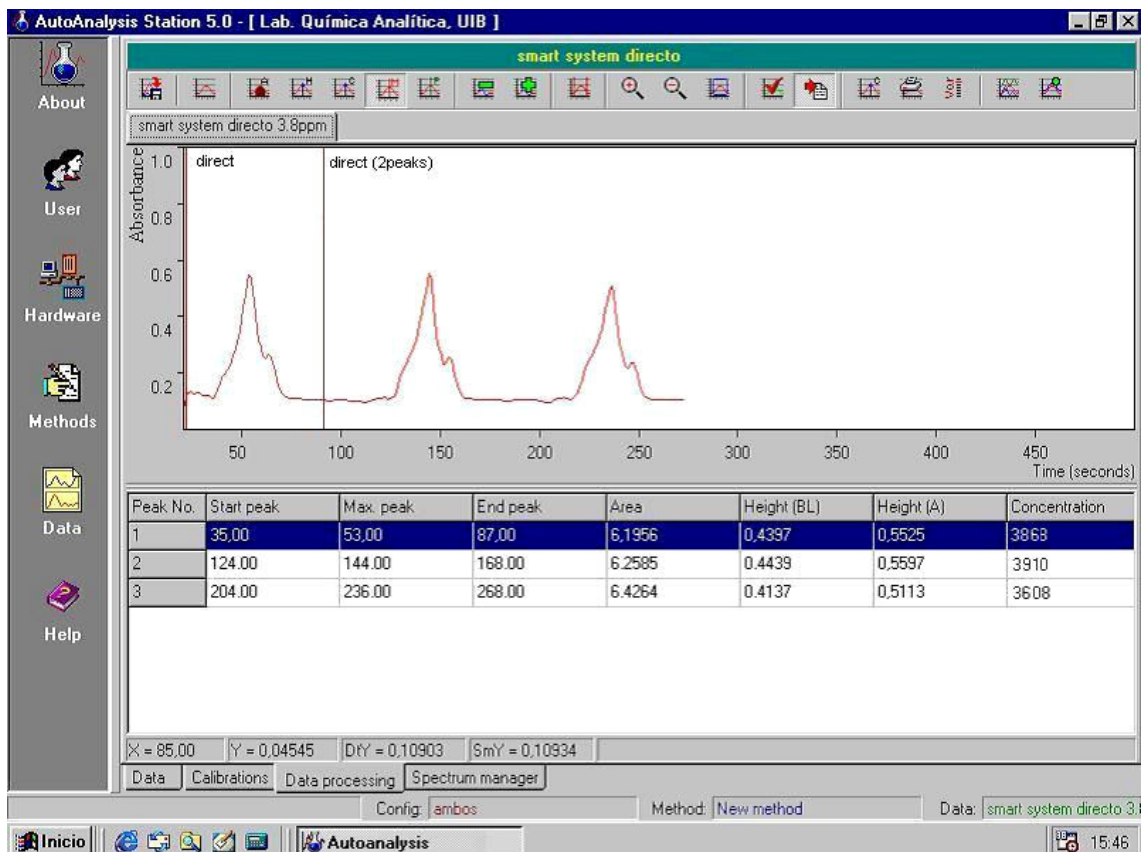 AutoAnalysis Station 5.0 - [ Lab. Química Analítica, UIB ]
About
User
Hardware
Methods
Data
Help
smart system directo
smart system directo 3.8ppm
Absorbance
1.0
0.8
0.6
0.4
0.2
direct
direct (2peaks)
50 100 150 200 250 300 350 400 450
Time (seconds)
Peak No. Start peak Max. peak End peak Area Height (BL) Height (A) Concentration
1 35,00 53,00 87,00 6,1956 0,4397 0,5525 3868
2 124.00 144.00 168.00 6.2585 0.4439 0,5597 3910
3 204.00 236.00 268.00 6.4264 0.4137 0,5113 3608
X = 85,00 Y = 0,04545 DtY = 0,10903 SmY = 0,10934
Data Calibrations Data processing Spectrum manager
Config: ambos Method: New method Data: smart system directo 3.8
Inicio Autoanalysis 15:46